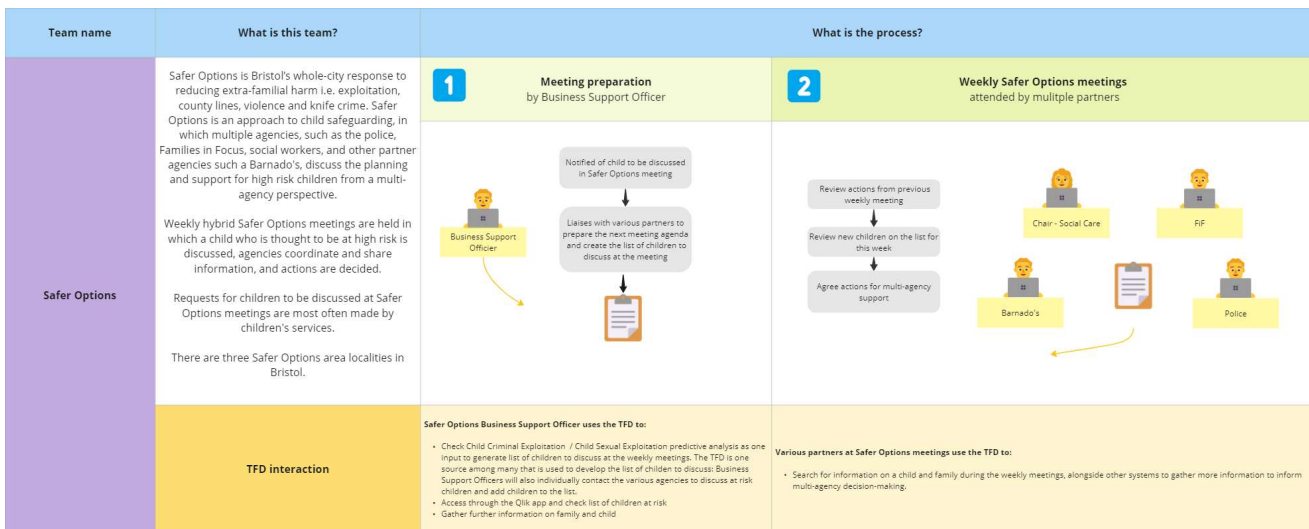 Team name
What is this team?
What is the process?
Safer Options
Safer Options is Bristol's whole-city response to
reducing extra-familial harm i.e. exploitation,
county lines, violence and knife crime. Safer
Options is an approach to child safeguarding, in
which multiple agencies, such as the police,
Families in Focus, social workers, and other partner
agencies such a Barnado's, discuss the planning
and support for high risk children from a multi-
agency perspective.
Weekly hybrid Safer Options meetings are held in
which a child who is thought to be at high risk is
discussed, agencies coordinate and share
information, and actions are decided.
Requests for children to be discussed at Safer
Options meetings are most often made by
children's services.
There are three Safer Options area localities in
Bristol.
1
Meeting preparation
by Business Support Officer
Notified of child to be discussed
in Safer Options meeting
Liaises with various partners to
prepare the next meeting agenda
and create the list of children to
discuss at the meeting
Business Support
Officier
2
Weekly Safer Options meetings
attended by mulitple partners
Review actions from previous
weekly meeting
Review new children on the list for
this week
Agree actions for multi-agency
support
Chair - Social Care
FiF
Barnado's
Police
TFD interaction
Safer Options Business Support Officer uses the TFD to:
• Check Child Criminal Exploitation / Child Sexual Exploitation predictive analysis as one
input to generate list of children to discuss at the weekly meetings. The TFD is one
source among many that is used to develop the list of childen to discuss: Business
Support Officers will also individually contact the various agencies to discuss at risk
children and add children to the list.
• Access through the Qlik app and check list of children at risk
• Gather further information on family and child
Various partners at Safer Options meetings use the TFD to:
• Search for information on a child and family during the weekly meetings, alongside other systems to gather more information to inform
multi-agency decision-making.